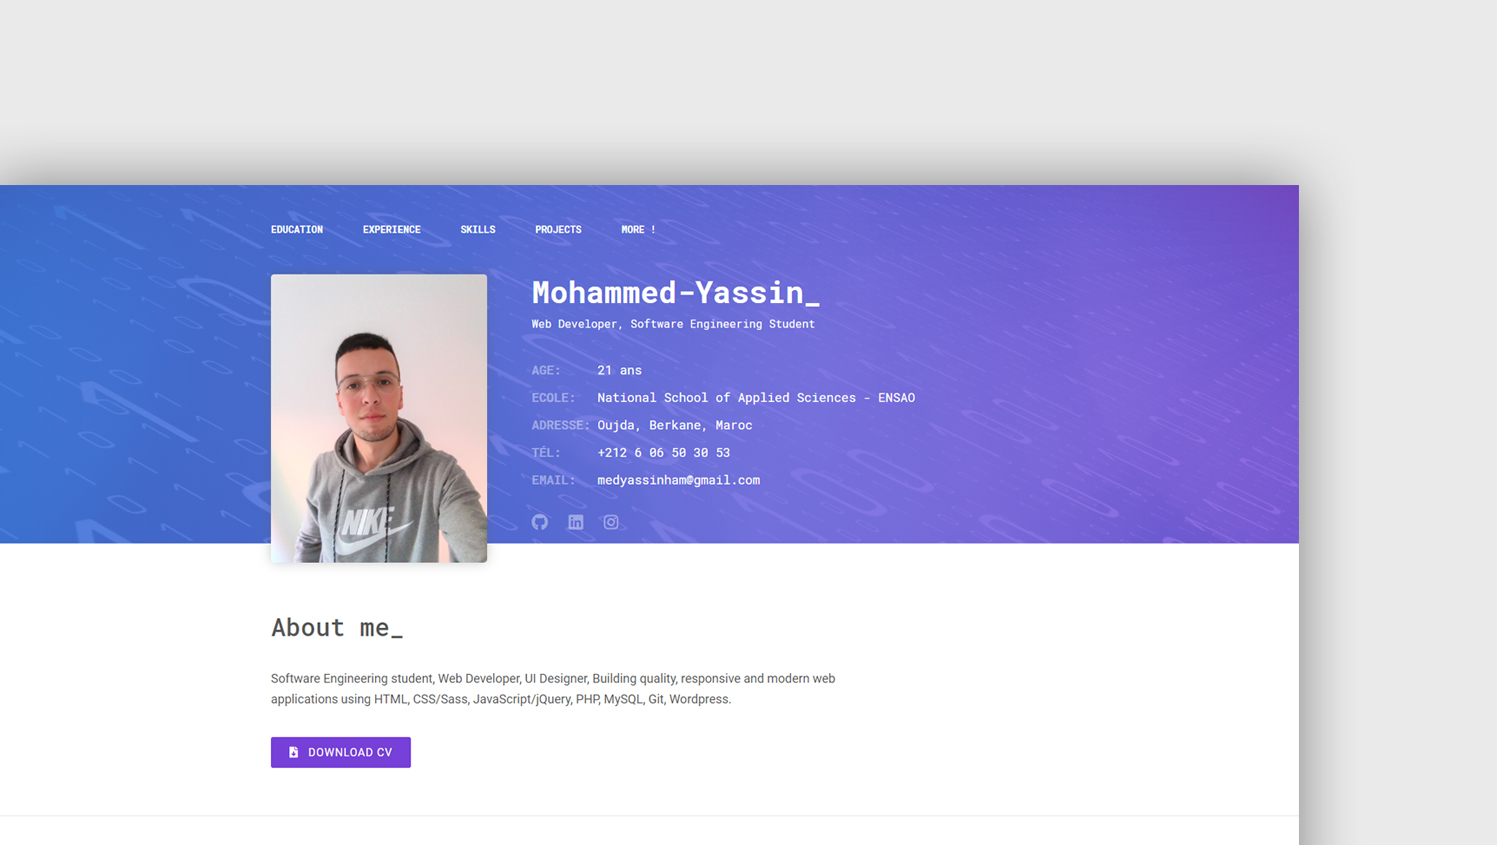 EDUCATION EXPERIENCE SKILLS PROJECTS MORE !
Mohammed-Yassin_
Web Developer, Software Engineering Student
AGE: 21 ans
ECOLE: National School of Applied Sciences - ENSAO
ADRESSE: Oujda, Berkane, Maroc
TÉL: +212 6 06 50 30 53
EMAIL: medyassinham@gmail.com
in
NIKE
About me_
Software Engineering student, Web Developer, UI Designer, Building quality, responsive and modern web
applications using HTML, CSS/Sass, JavaScript/jQuery, PHP, MySQL, Git, Wordpress.
DOWNLOAD CV